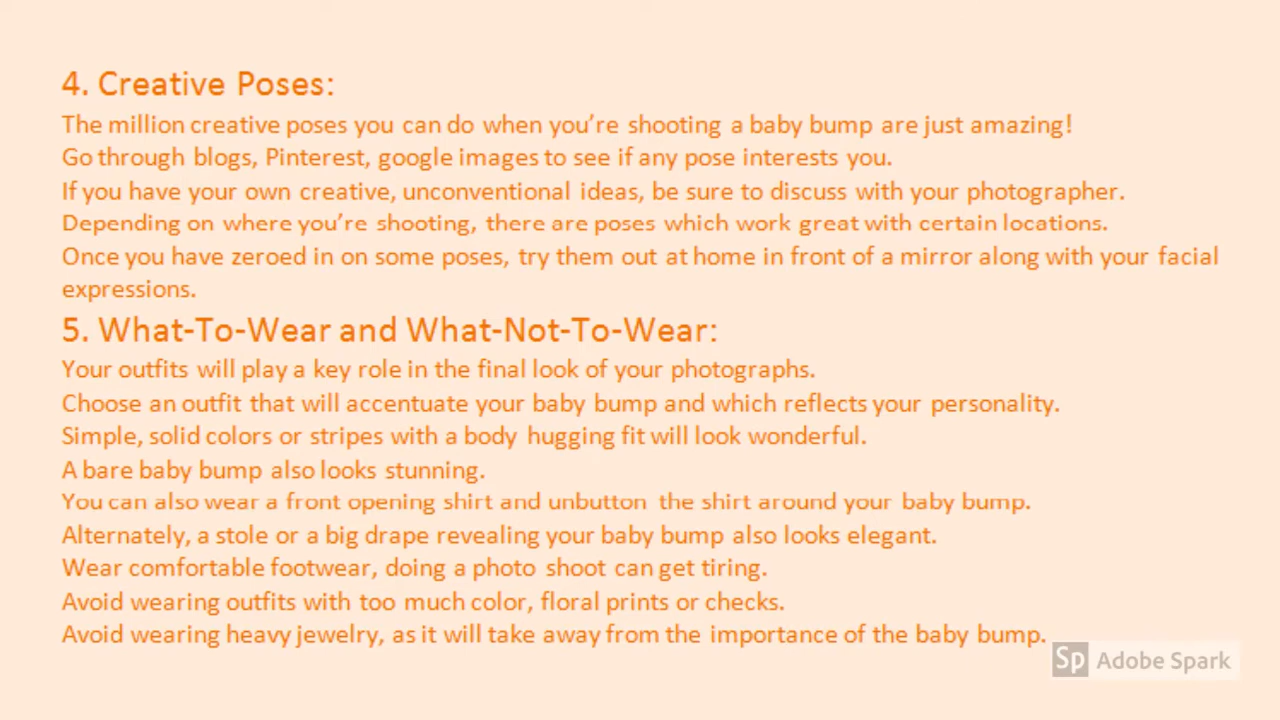 4. Creative Poses:
The million creative poses you can do when you're shooting a baby bump are just amazing!
Go through blogs, Pinterest, google images to see if any pose interests you.
If you have your own creative, unconventional ideas, be sure to discuss with your photographer.
Depending on where you're shooting, there are poses which work great with certain locations.
Once you have zeroed in on some poses, try them out at home in front of a mirror along with your facial
expressions.
5. What-To-Wear and What-Not-To-Wear:
Your outfits will play a key role in the final look of your photographs.
Choose an outfit that will accentuate your baby bump and which reflects your personality.
Simple, solid colors or stripes with a body hugging fit will look wonderful.
A bare baby bump also looks stunning.
You can also wear a front opening shirt and unbutton the shirt around your baby bump.
Alternately, a stole or a big drape revealing your baby bump also looks elegant.
Wear comfortable footwear, doing a photo shoot can get tiring.
Avoid wearing outfits with too much color, floral prints or checks.
Avoid wearing heavy jewelry, as it will take away from the importance of the baby bump.
Sp Adobe Spark